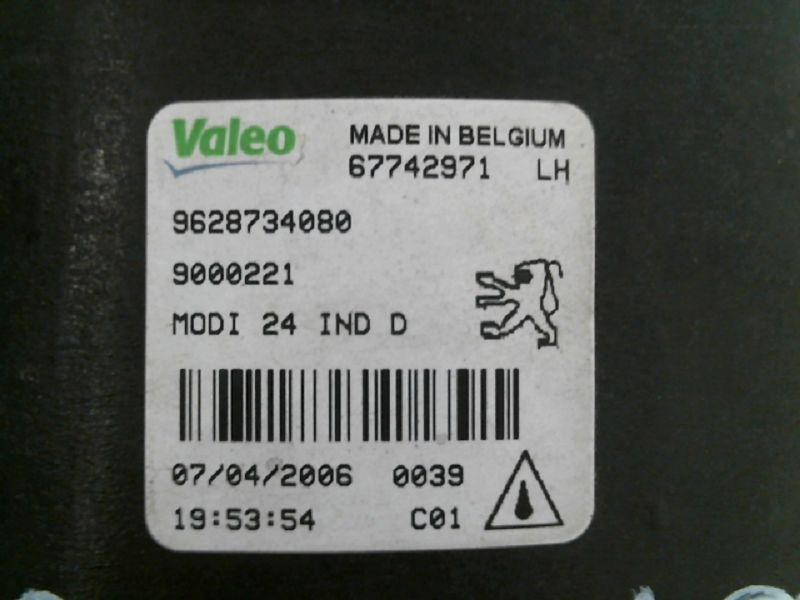 Valeo MADE IN BELGIUM
67742971 LH
9628734080
9000221
MODI 24 IND D
07/04/2006 0039
19:53:54 C01